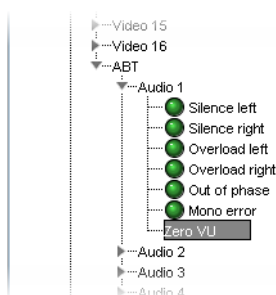 Video 15
Video 16
ABT
Audio 1
Silence left
Silence right
Overload left
Overload right
Out of phase
Mono error
Zero VU
Audio 2
Audio 3
Audio 4